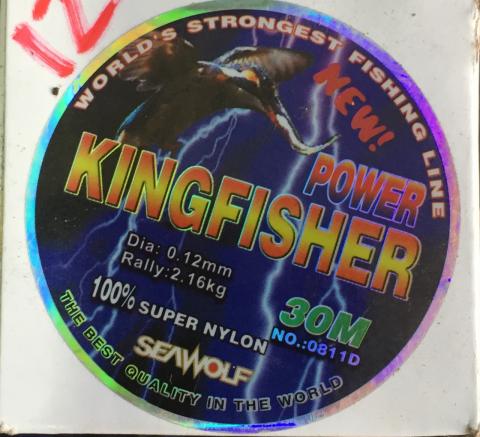 12
WORLD'S STRONGEST FISHING LINE
NEW!
POWER
KINGFISHER
Dia: 0.12mm
Rally:2.16kg
100% SUPER NYLON
30M
NO.:0811D
SEAWOLF
THE BEST QUALITY IN THE WORLD